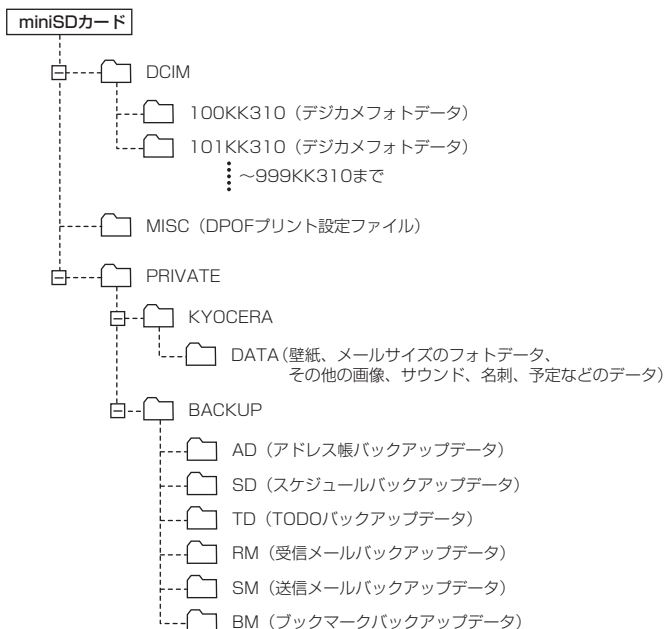 miniSDカード
DCIM
100KK310（デジカメフォトデータ）
101KK310（デジカメフォトデータ）
～999KK310まで
MISC（DPOFプリント設定ファイル）
PRIVATE
KYOCERA
DATA（壁紙、メールサイズのフォトデータ、
その他の画像、サウンド、名刺、予定などのデータ）
BACKUP
AD（アドレス帳バックアップデータ）
SD（スケジュールバックアップデータ）
TD（TODOバックアップデータ）
RM（受信メールバックアップデータ）
SM（送信メールバックアップデータ）
BM（ブックマークバックアップデータ）